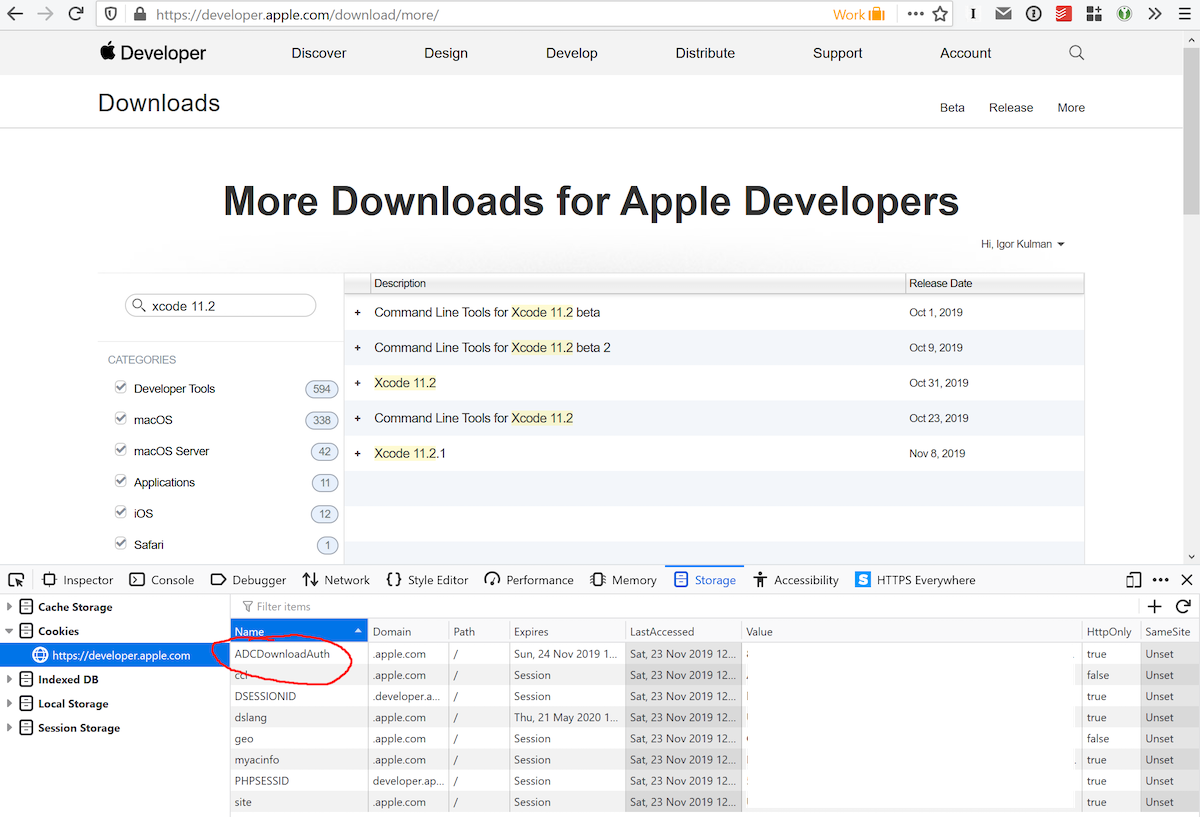 https://developer.apple.com/download/more/ Work
Developer Discover Design Develop Distribute Support Account
Downloads Beta Release More
More Downloads for Apple Developers
Hi, Igor Kulman
xcode 11.2
CATEGORIES
Developer Tools 594
macOS 338
macOS Server 42
Applications 11
iOS 12
Safari 1
Description Release Date
+ Command Line Tools for Xcode 11.2 beta Oct 1, 2019
+ Command Line Tools for Xcode 11.2 beta 2 Oct 9, 2019
+ Xcode 11.2 Oct 31, 2019
+ Command Line Tools for Xcode 11.2 Oct 23, 2019
+ Xcode 11.2.1 Nov 8, 2019
Inspector Console Debugger Network Style Editor Performance Memory Storage Accessibility S HTTPS Everywhere
Cache Storage
Cookies
https://developer.apple.com
Indexed DB
Local Storage
Session Storage
Filter items
Name Domain Path Expires LastAccessed Value HttpOnly SameSite
ADCDownloadAuth .apple.com / Sun, 24 Nov 2019 1... Sat, 23 Nov 2019 12... true Unset
ccl .apple.com / Session Sat, 23 Nov 2019 12... false Unset
DSESSIONID .developer.a... / Session Sat, 23 Nov 2019 12... true Unset
dslang .apple.com / Thu, 21 May 2020 1... Sat, 23 Nov 2019 12... true Unset
geo .apple.com / Session Sat, 23 Nov 2019 12... false Unset
myacinfo .apple.com / Session Sat, 23 Nov 2019 12... true Unset
PHPSESSID developer.ap... / Session Sat, 23 Nov 2019 12... true Unset
site .apple.com / Session Sat, 23 Nov 2019 12... true Unset